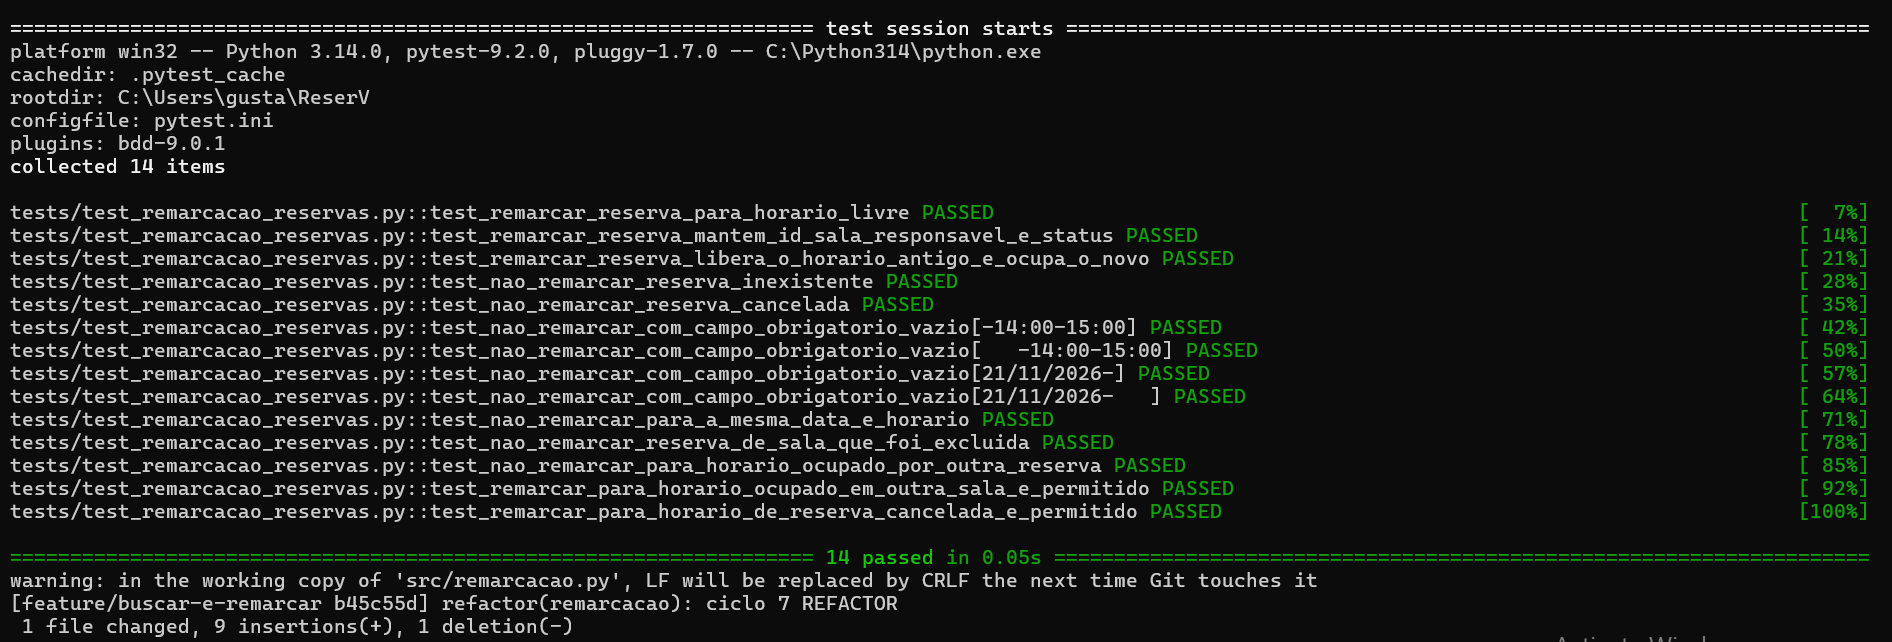 ==================================================================== test session starts ====================================================================
platform win32 -- Python 3.14.0, pytest-9.2.0, pluggy-1.7.0 -- C:\Python314\python.exe
cachedir: .pytest_cache
rootdir: C:\Users\gusta\ReserV
configfile: pytest.ini
plugins: bdd-9.0.1
collected 14 items
tests/test_remarcacao_reservas.py::test_remarcar_reserva_para_horario_livre PASSED [  7%]
tests/test_remarcacao_reservas.py::test_remarcar_reserva_mantem_id_sala_responsavel_e_status PASSED [ 14%]
tests/test_remarcacao_reservas.py::test_remarcar_reserva_libera_o_horario_antigo_e_ocupa_o_novo PASSED [ 21%]
tests/test_remarcacao_reservas.py::test_nao_remarcar_reserva_inexistente PASSED [ 28%]
tests/test_remarcacao_reservas.py::test_nao_remarcar_reserva_cancelada PASSED [ 35%]
tests/test_remarcacao_reservas.py::test_nao_remarcar_com_campo_obrigatorio_vazio[-14:00-15:00] PASSED [ 42%]
tests/test_remarcacao_reservas.py::test_nao_remarcar_com_campo_obrigatorio_vazio[   -14:00-15:00] PASSED [ 50%]
tests/test_remarcacao_reservas.py::test_nao_remarcar_com_campo_obrigatorio_vazio[21/11/2026-] PASSED [ 57%]
tests/test_remarcacao_reservas.py::test_nao_remarcar_com_campo_obrigatorio_vazio[21/11/2026-   ] PASSED [ 64%]
tests/test_remarcacao_reservas.py::test_nao_remarcar_para_a_mesma_data_e_horario PASSED [ 71%]
tests/test_remarcacao_reservas.py::test_nao_remarcar_reserva_de_sala_que_foi_excluida PASSED [ 78%]
tests/test_remarcacao_reservas.py::test_nao_remarcar_para_horario_ocupado_por_outra_reserva PASSED [ 85%]
tests/test_remarcacao_reservas.py::test_remarcar_para_horario_ocupado_em_outra_sala_e_permitido PASSED [ 92%]
tests/test_remarcacao_reservas.py::test_remarcar_para_horario_de_reserva_cancelada_e_permitido PASSED [100%]
=================================================================== 14 passed in 0.05s ====================================================================
warning: in the working copy of 'src/remarcacao.py', LF will be replaced by CRLF the next time Git touches it
[feature/buscar-e-remarcar b45c55d] refactor(remarcacao): ciclo 7 REFACTOR
 1 file changed, 9 insertions(+), 1 deletion(-)